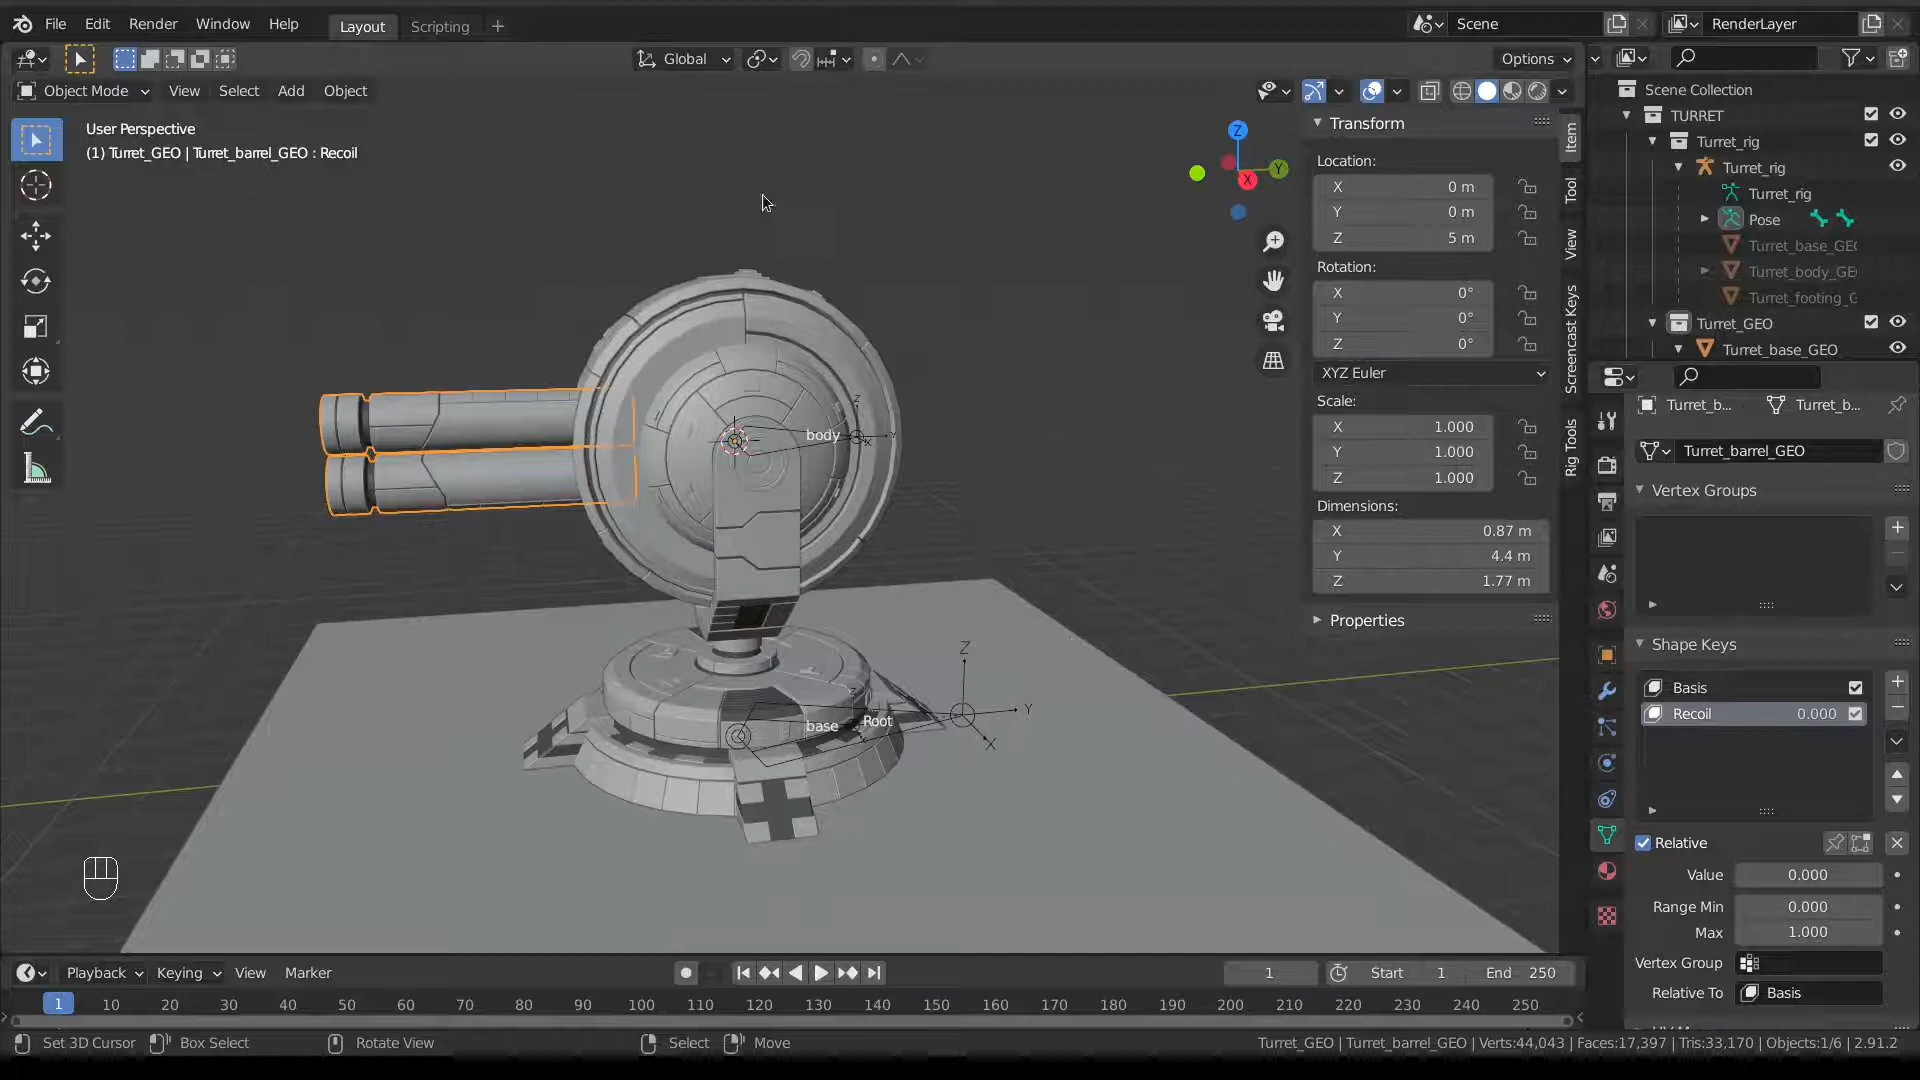 File Edit Render Window Help Layout Scripting + Scene RenderLayer
Global Options
Object Mode View Select Add Object
User Perspective
(1) Turret_GEO | Turret_barrel_GEO : Recoil
Z
Y
X
Transform
Location:
X 0 m
Y 0 m
Z 5 m
Rotation:
X 0°
Y 0°
Z 0°
XYZ Euler
Scale:
X 1.000
Y 1.000
Z 1.000
Dimensions:
X 0.87 m
Y 4.4 m
Z 1.77 m
Properties
Item
Tool
View
Screencast Keys
Rig Tools
Scene Collection
TURRET
Turret_rig
Turret_rig
Turret_rig
Pose
Turret_base_GE
Turret_body_GE
Turret_footing_G
Turret_GEO
Turret_base_GEO
Turret_b... Turret_b...
Turret_barrel_GEO
Vertex Groups
Shape Keys
Basis
Recoil 0.000
Relative
Value 0.000
Range Min 0.000
Max 1.000
Vertex Group
Relative To Basis
body
Z
X
Y
base
Root
Z
Y
X
Playback Keying View Marker 1 Start 1 End 250
1 10 20 30 40 50 60 70 80 90 100 110 120 130 140 150 160 170 180 190 200 210 220 230 240 250
Set 3D Cursor Box Select Rotate View Select Move Turret_GEO | Turret_barrel_GEO | Verts:44,043 | Faces:17,397 | Tris:33,170 | Objects:1/6 | 2.91.2